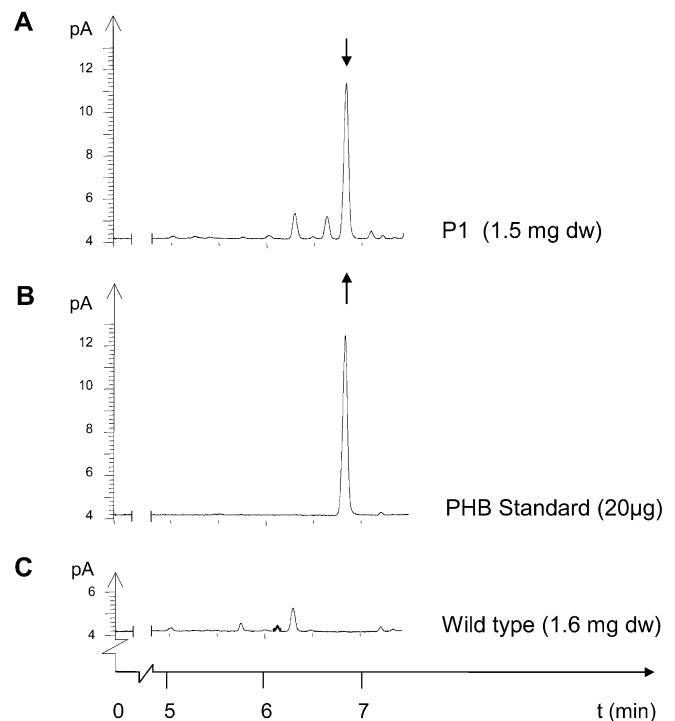 A
pA
12
10
8
6
4
P1 (1.5 mg dw)
B
pA
12
10
8
6
4
PHB Standard (20µg)
C
pA
6
4
Wild type (1.6 mg dw)
0 5 6 7 t (min)